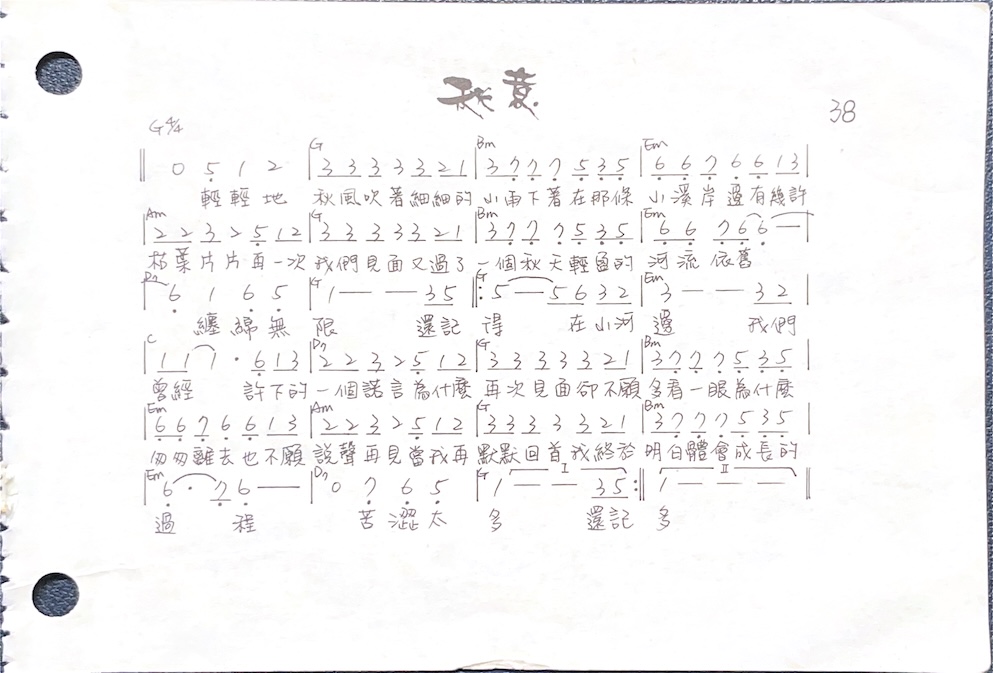 秋意
38
G 4/4
G Bm Em
0 5 1 2 | 3 3 3 3 3 2 1 | 3 7 7 7 5 3 5 | 6 6 7 6 6 1 3 |
輕輕地 秋風吹著細細的 小雨下著在那條 小溪岸邊有幾許
Am G Bm Em
2 2 3 2 5 1 2 | 3 3 3 3 3 2 1 | 3 7 7 7 5 3 5 | 6 6 7 6 6 —
枯葉片片再一次 我們見面又過了 一個秋天輕盈的 河流依舊
D7 G G Em
6 1 6 5 | 1 — — 3 5 ‖: 5 — 5 6 3 2 | 3 — — 3 2 |
纏綿無 限 還記 得 在小河 邊 我們
C D7 G Bm
1 1 1 · 6 1 3 | 2 2 3 2 5 1 2 | 3 3 3 3 3 2 1 | 3 7 7 7 5 3 5 |
曾經 許下的 一個諾言為什麼 再次見面卻不願 多看一眼為什麼
Em Am G Bm
6 6 7 6 6 1 3 | 2 2 3 2 5 1 2 | 3 3 3 3 3 2 1 | 3 7 7 7 5 3 5 |
匆匆離去也不願 說聲再見當我再 默默回首我終於 明白體會成長的
Em D7 G I II
6 · 7 6 — | 0 7 6 5 | 1 — — 3 5 :‖ 1 — — — ‖
過 程 苦澀太 多 還記 多